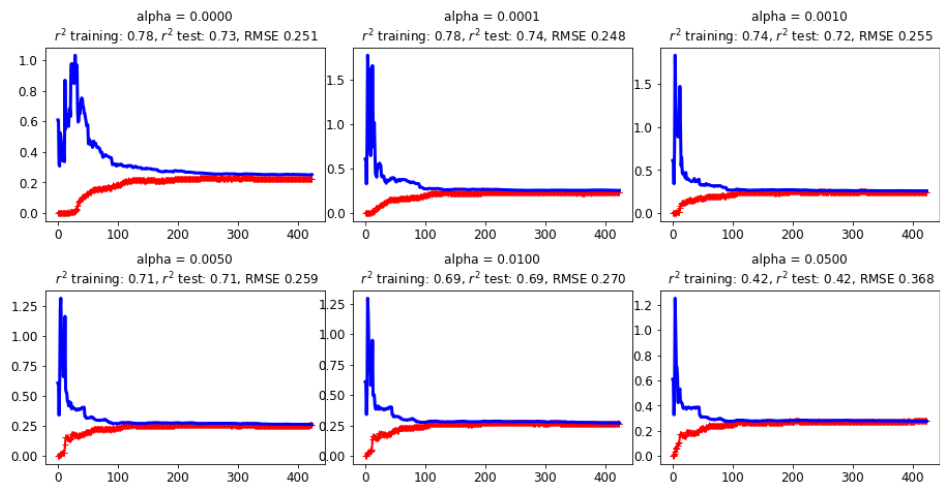 alpha = 0.0000
r² training: 0.78, r² test: 0.73, RMSE 0.251
alpha = 0.0001
r² training: 0.78, r² test: 0.74, RMSE 0.248
alpha = 0.0010
r² training: 0.74, r² test: 0.72, RMSE 0.255
1.0
0.8
0.6
0.4
0.2
0.0
0 100 200 300 400
1.5
1.0
0.5
0.0
0 100 200 300 400
1.5
1.0
0.5
0.0
0 100 200 300 400
alpha = 0.0050
r² training: 0.71, r² test: 0.71, RMSE 0.259
alpha = 0.0100
r² training: 0.69, r² test: 0.69, RMSE 0.270
alpha = 0.0500
r² training: 0.42, r² test: 0.42, RMSE 0.368
1.25
1.00
0.75
0.50
0.25
0.00
0 100 200 300 400
1.25
1.00
0.75
0.50
0.25
0.00
0 100 200 300 400
1.2
1.0
0.8
0.6
0.4
0.2
0.0
0 100 200 300 400